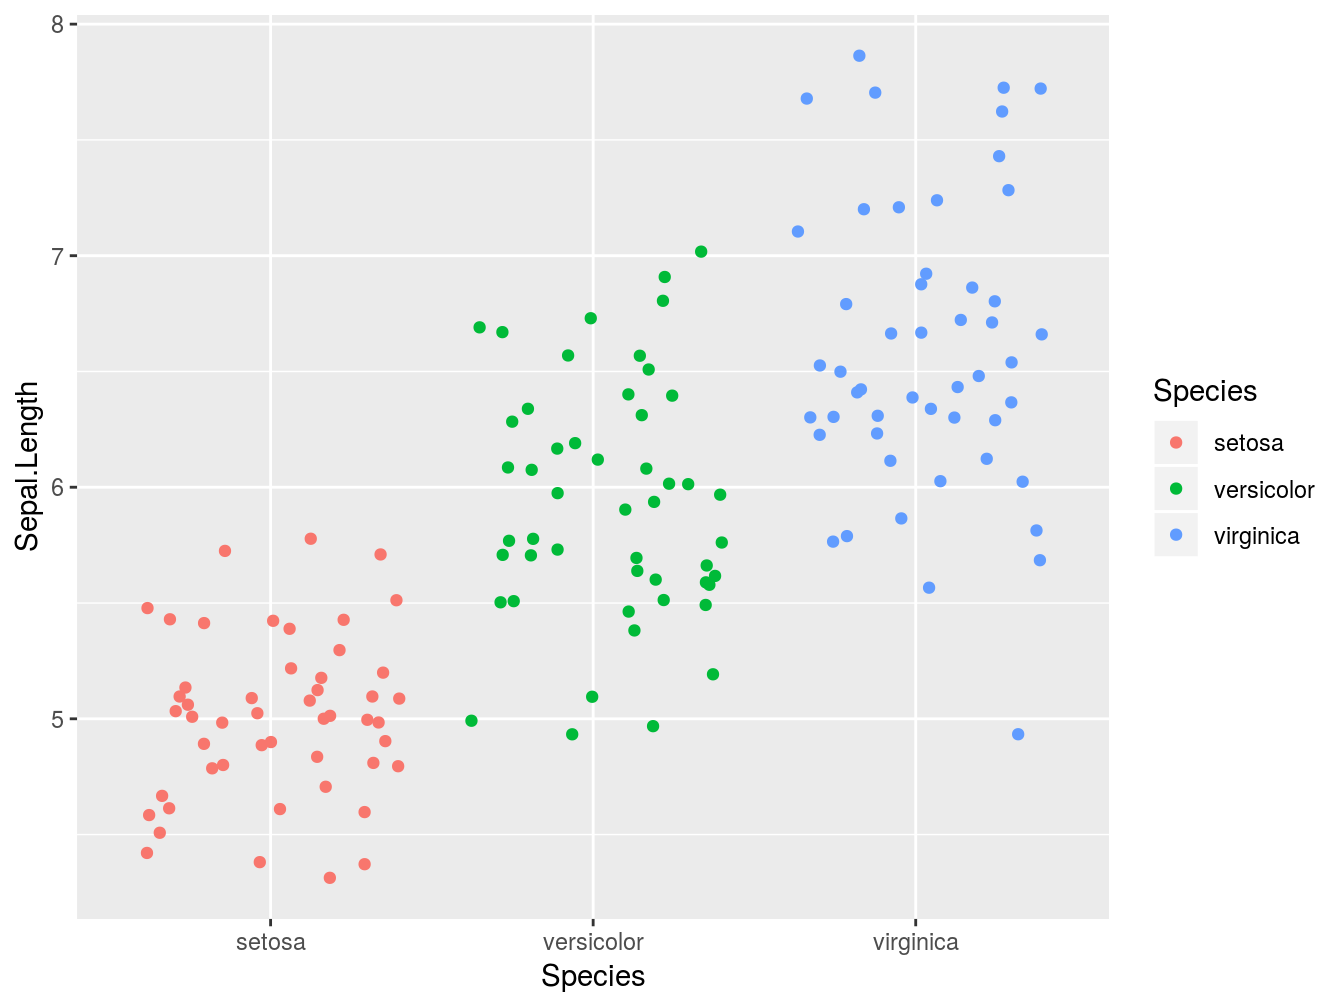 8
7
6
5
Sepal.Length
setosa
versicolor
virginica
Species
Species
setosa
versicolor
virginica